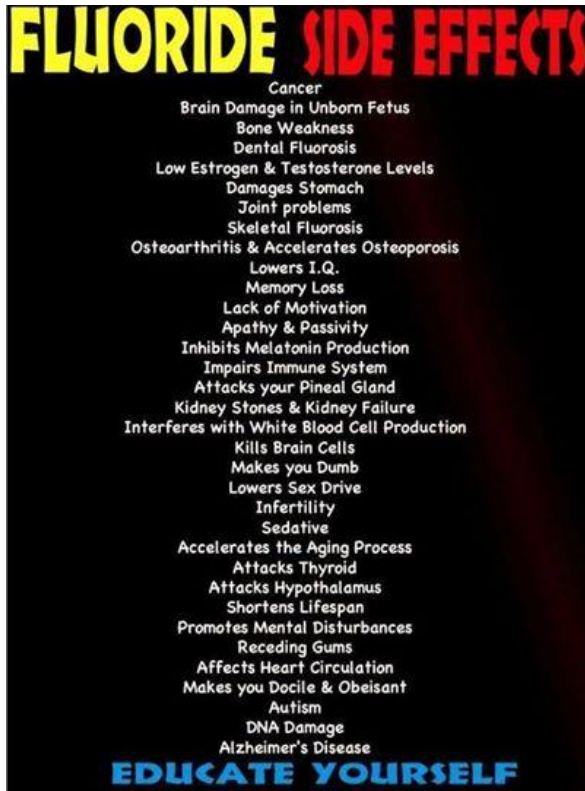 FLUORIDE SIDE EFFECTS
Cancer
Brain Damage in Unborn Fetus
Bone Weakness
Dental Fluorosis
Low Estrogen & Testosterone Levels
Damages Stomach
Joint problems
Skeletal Fluorosis
Osteoarthritis & Accelerates Osteoporosis
Lowers I.Q.
Memory Loss
Lack of Motivation
Apathy & Passivity
Inhibits Melatonin Production
Impairs Immune System
Attacks your Pineal Gland
Kidney Stones & Kidney Failure
Interferes with White Blood Cell Production
Kills Brain Cells
Makes you Dumb
Lowers Sex Drive
Infertility
Sedative
Accelerates the Aging Process
Attacks Thyroid
Attacks Hypothalamus
Shortens Lifespan
Promotes Mental Disturbances
Receding Gums
Affects Heart Circulation
Makes you Docile & Obeisant
Autism
DNA Damage
Alzheimer's Disease
EDUCATE YOURSELF